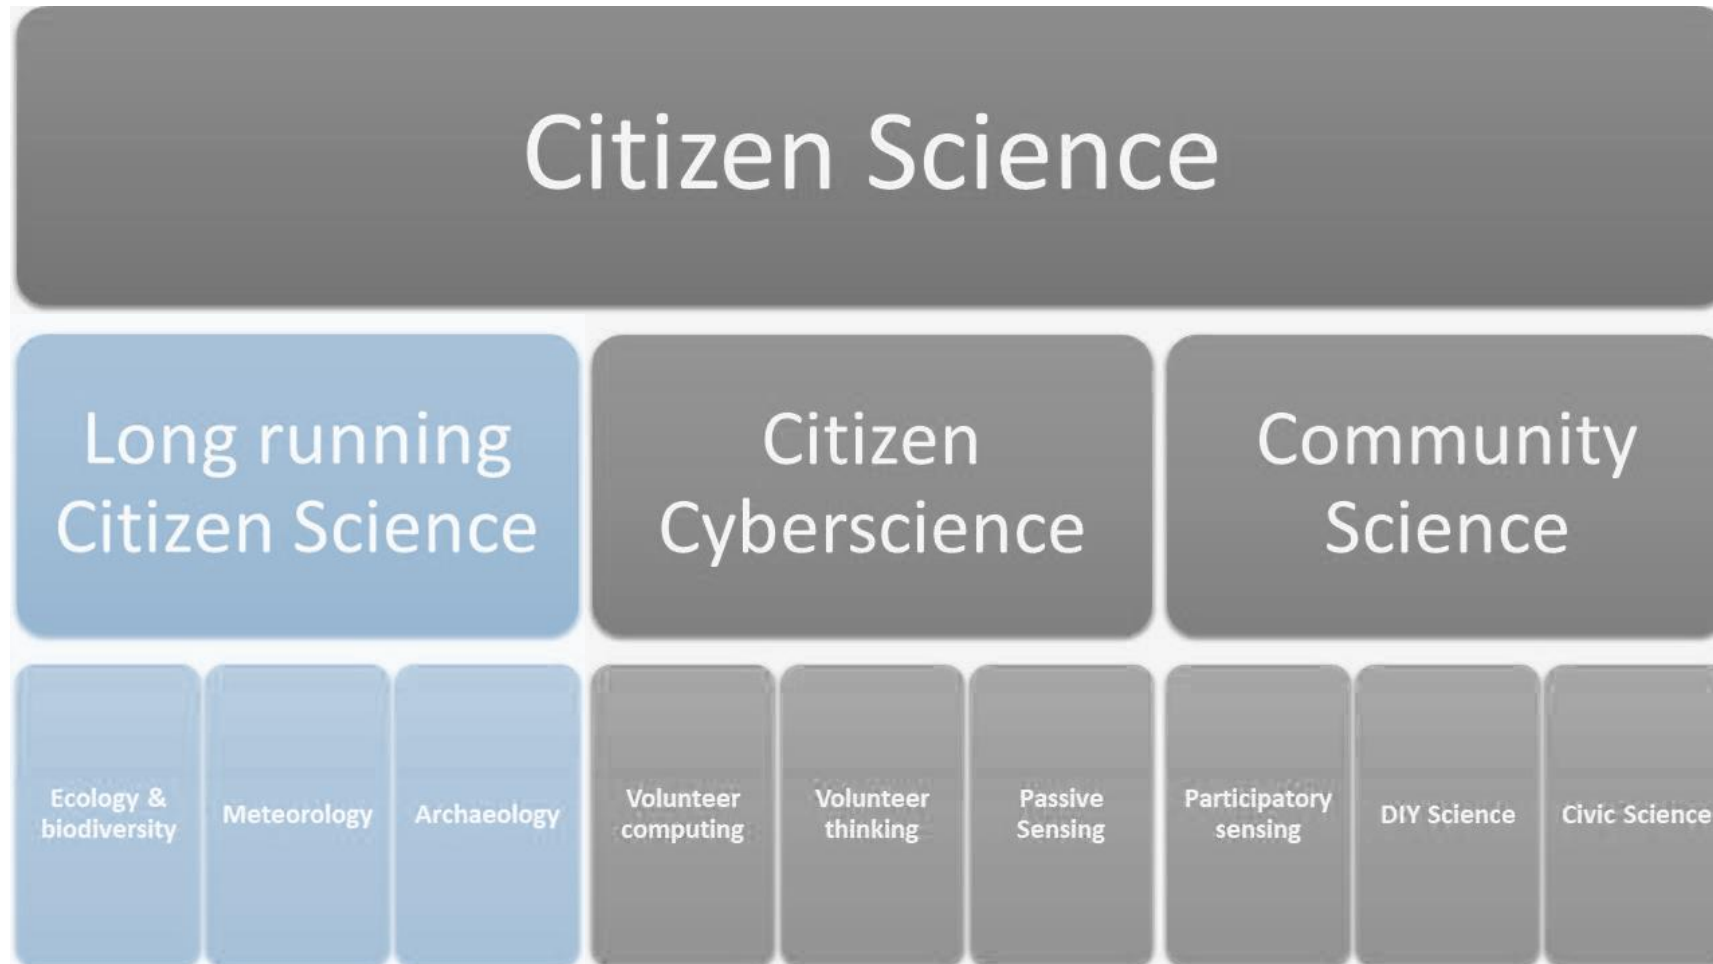 Citizen Science
Long running
Citizen Science
Citizen
Cyberscience
Community
Science
Ecology &
biodiversity
Meteorology
Archaeology
Volunteer
computing
Volunteer
thinking
Passive
Sensing
Participatory
sensing
DIY Science
Civic Science